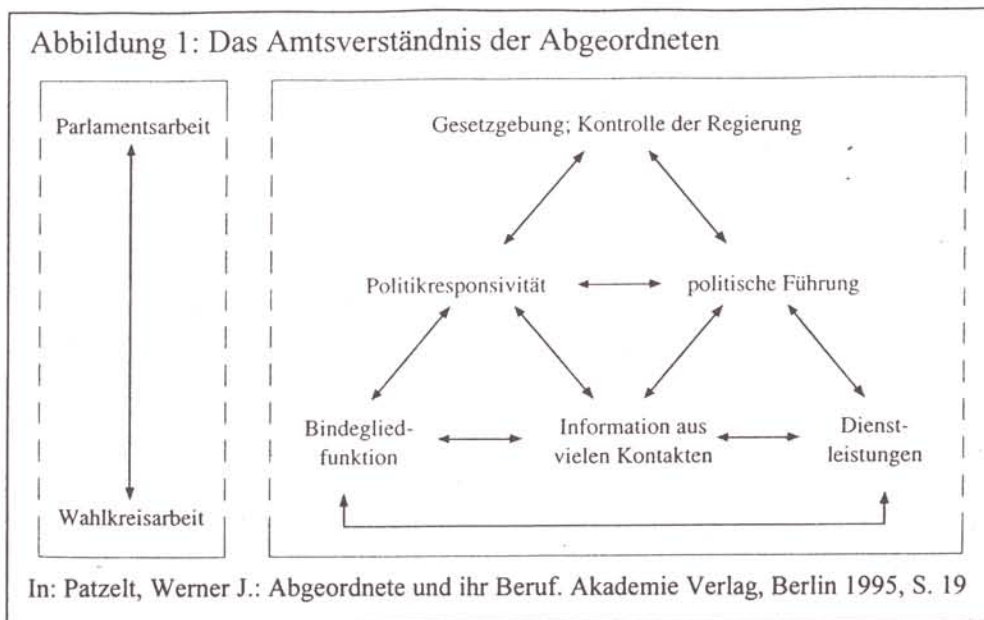 Abbildung 1: Das Amtsverständnis der Abgeordneten
Parlamentsarbeit
Wahlkreisarbeit
Gesetzgebung; Kontrolle der Regierung
Politikresponsivität
politische Führung
Bindeglied-
funktion
Information aus
vielen Kontakten
Dienst-
leistungen
In: Patzelt, Werner J.: Abgeordnete und ihr Beruf. Akademie Verlag, Berlin 1995, S. 19